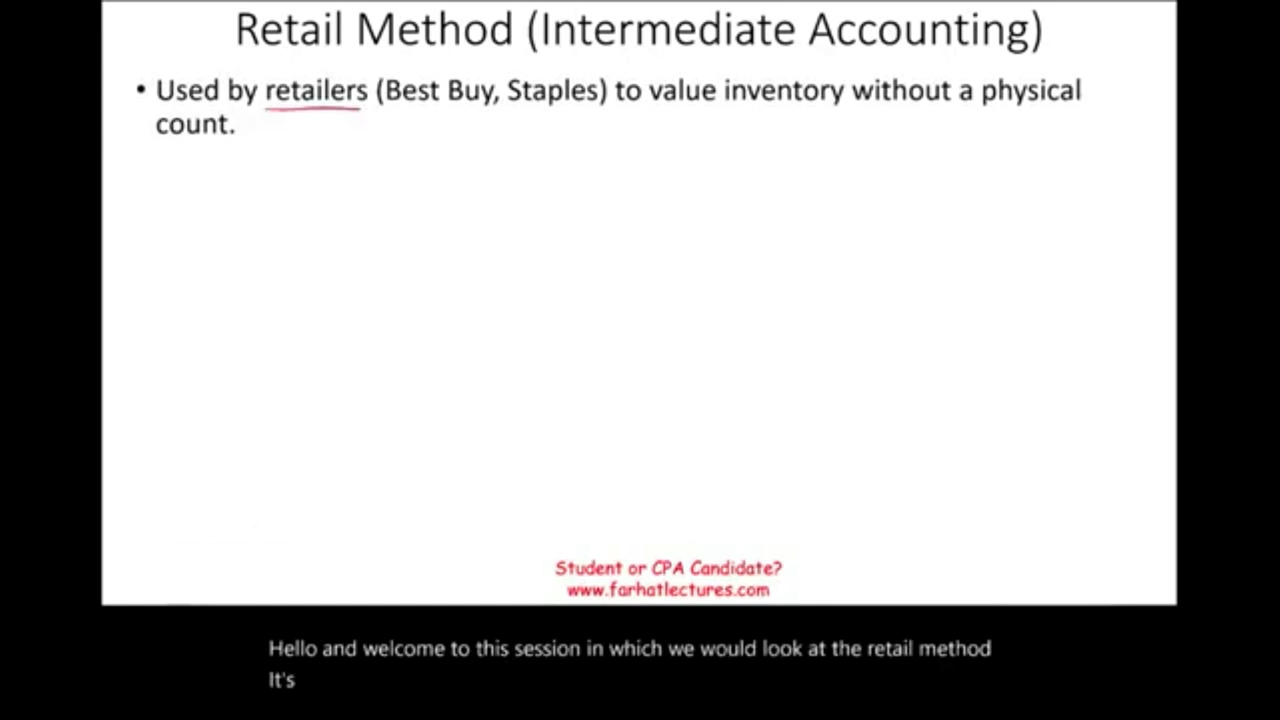 Retail Method (Intermediate Accounting)
• Used by retailers (Best Buy, Staples) to value inventory without a physical
count.
Student or CPA Candidate?
www.farhatlectures.com
Hello and welcome to this session in which we would look at the retail method
It's